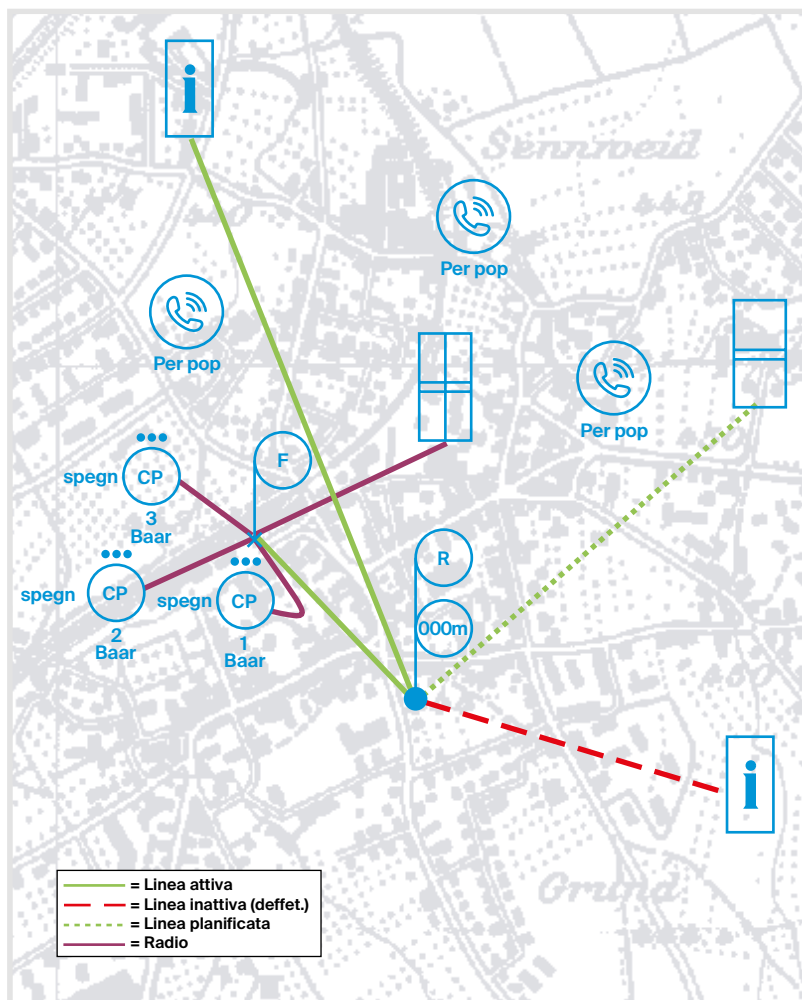 i
Sennweid
Per pop
Per pop
Per pop
F
spegn
CP
3
Baar
R
spegn
CP
2
Baar
spegn
CP
1
Baar
000m
i
Grund
= Linea attiva
= Linea inattiva (deffet.)
= Linea planificata
= Radio